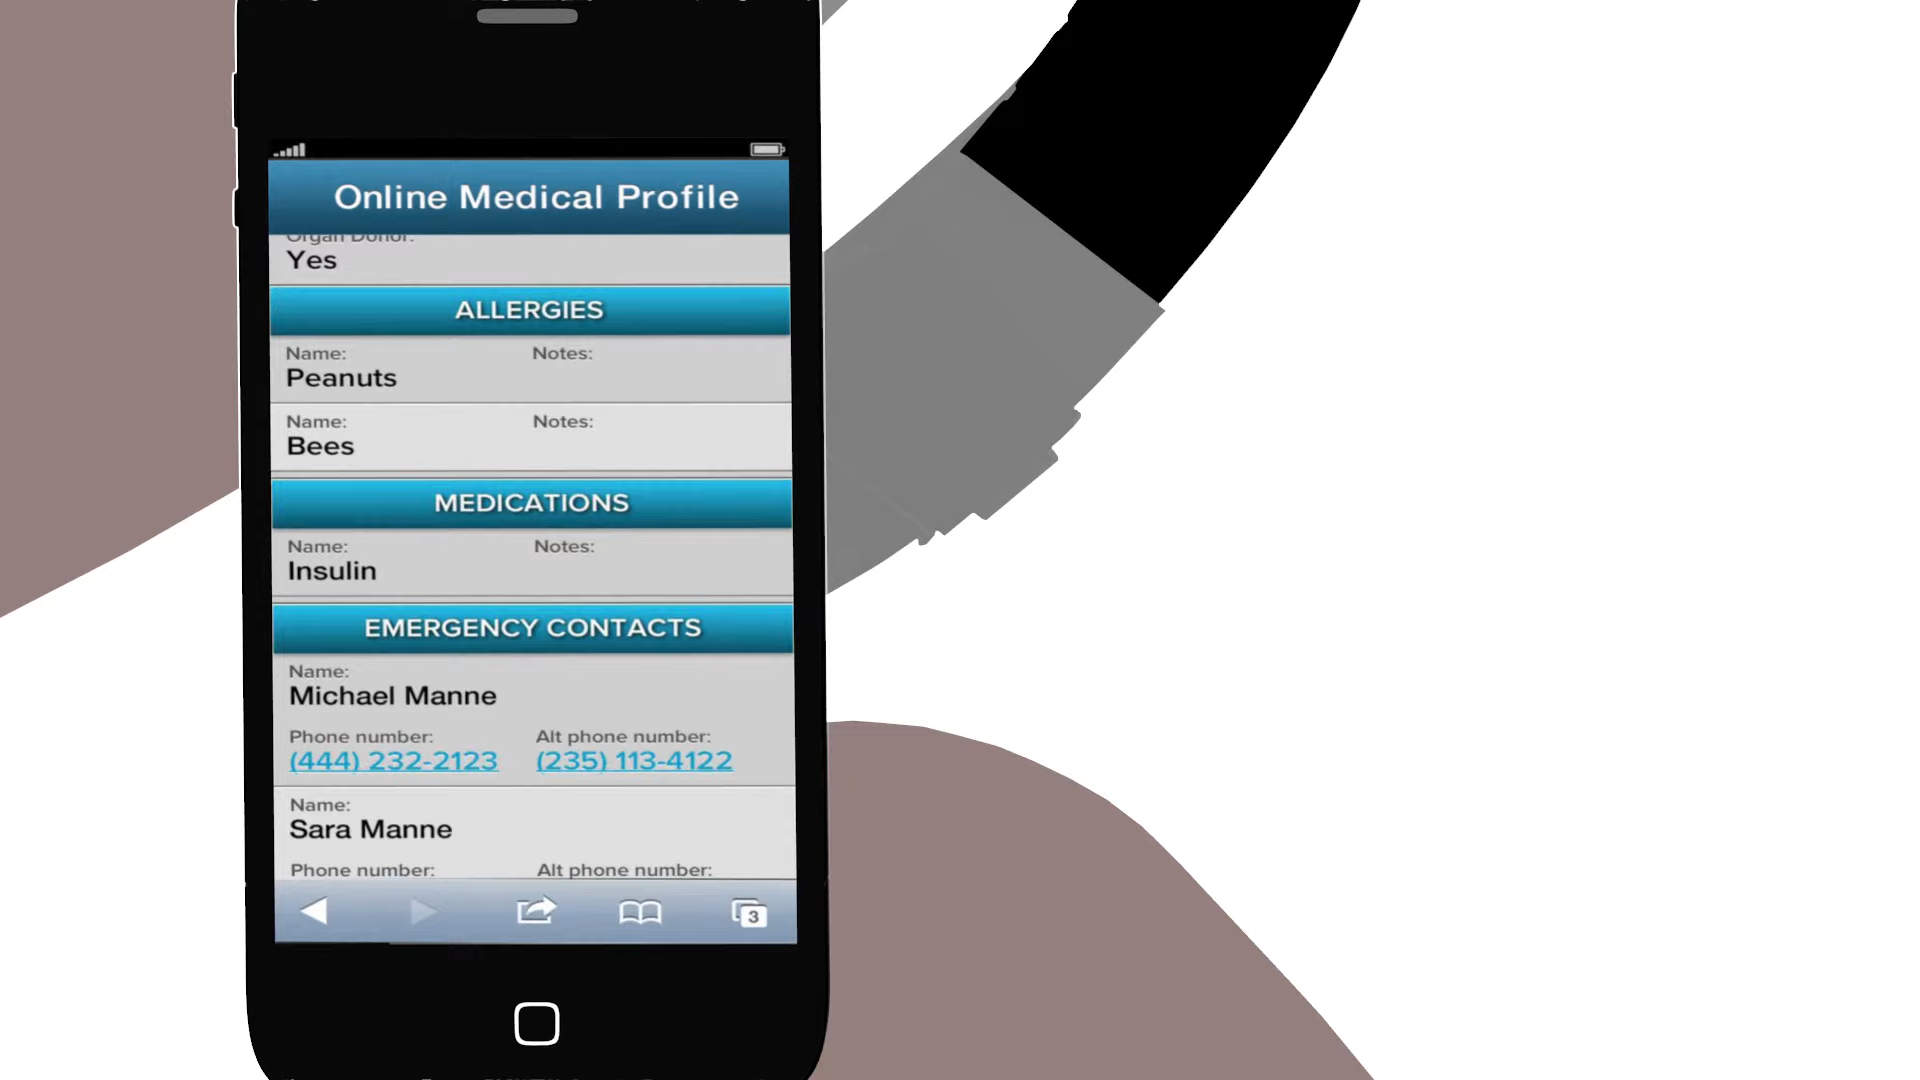 Online Medical Profile
Organ Donor:
Yes
ALLERGIES
Name: Notes:
Peanuts
Name: Notes:
Bees
MEDICATIONS
Name: Notes:
Insulin
EMERGENCY CONTACTS
Name:
Michael Manne
Phone number: Alt phone number:
(444) 232-2123 (235) 113-4122
Name:
Sara Manne
Phone number: Alt phone number:
3